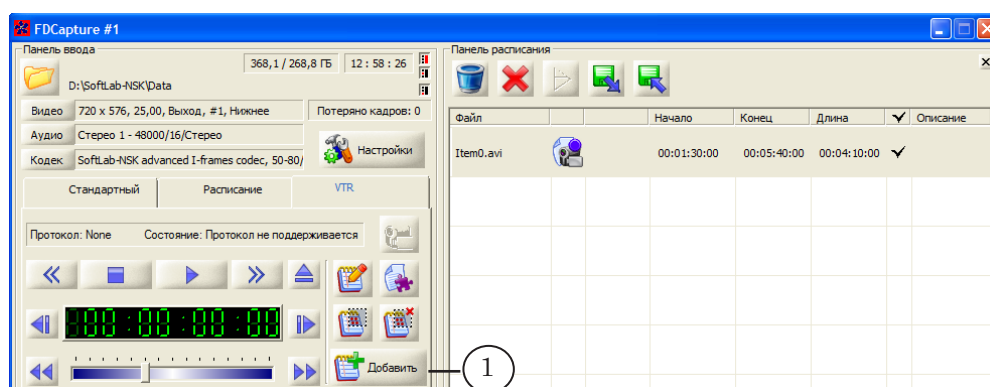 FDCapture #1
Панель ввода
368,1 / 268,8 ГБ 12 : 58 : 26
D:\SoftLab-NSK\Data
Видео 720 x 576, 25,00, Выход, #1, Нижнее Потеряно кадров: 0
Аудио Стерео 1 - 48000/16/Стерео
Кодек SoftLab-NSK advanced I-frames codec, 50-80/
Настройки
Стандартный Расписание VTR
Протокол: None Состояние: Протокол не поддерживается
00:00:00:00
Добавить
1
Панель расписания
Файл Начало Конец Длина Описание
Item0.avi 00:01:30:00 00:05:40:00 00:04:10:00